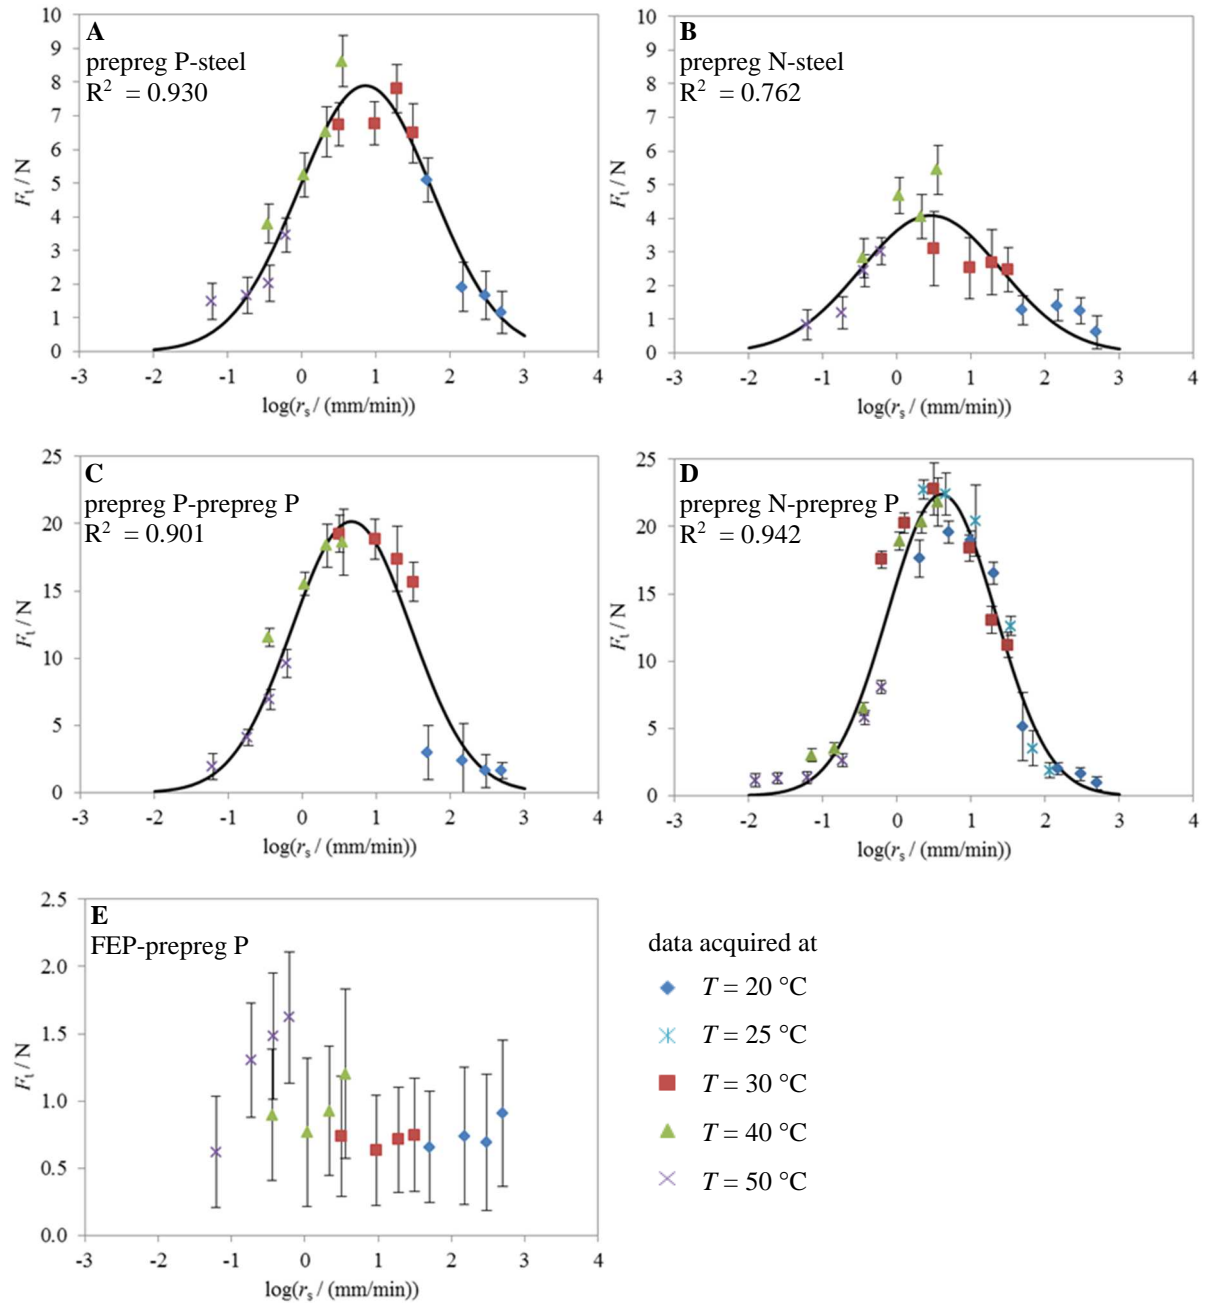 A
prepreg P-steel
R² = 0.930
10
9
8
7
6
5
4
3
2
1
0
Fₜ / N
-3 -2 -1 0 1 2 3 4
log(rₛ / (mm/min))
B
prepreg N-steel
R² = 0.762
10
9
8
7
6
5
4
3
2
1
0
Fₜ / N
-3 -2 -1 0 1 2 3 4
log(rₛ / (mm/min))
C
prepreg P-prepreg P
R² = 0.901
25
20
15
10
5
0
Fₜ / N
-3 -2 -1 0 1 2 3 4
log(rₛ / (mm/min))
D
prepreg N-prepreg P
R² = 0.942
25
20
15
10
5
0
Fₜ / N
-3 -2 -1 0 1 2 3 4
log(rₛ / (mm/min))
E
FEP-prepreg P
2.5
2.0
1.5
1.0
0.5
0.0
Fₜ / N
-3 -2 -1 0 1 2 3 4
log(rₛ / (mm/min))
data acquired at
T = 20 °C
T = 25 °C
T = 30 °C
T = 40 °C
T = 50 °C